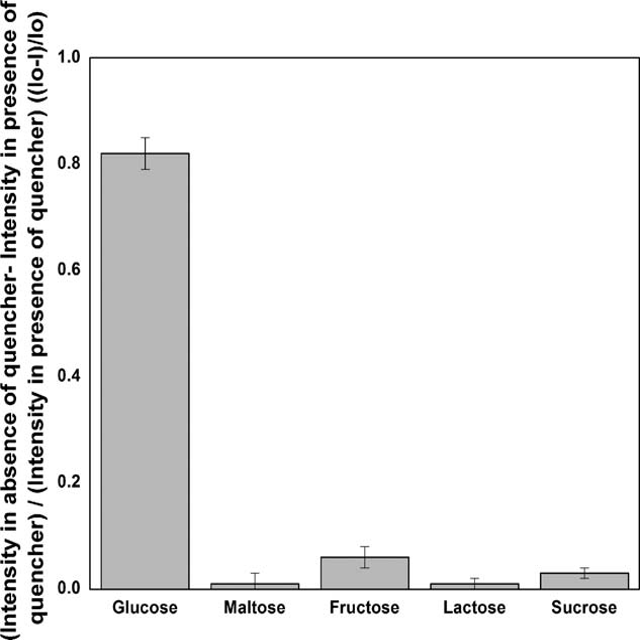 (Intensity in absence of quencher- Intensity in presence of
quencher) / (Intensity in presence of quencher) ((Io-I)/Io)
1.0
0.8
0.6
0.4
0.2
0.0
Glucose Maltose Fructose Lactose Sucrose